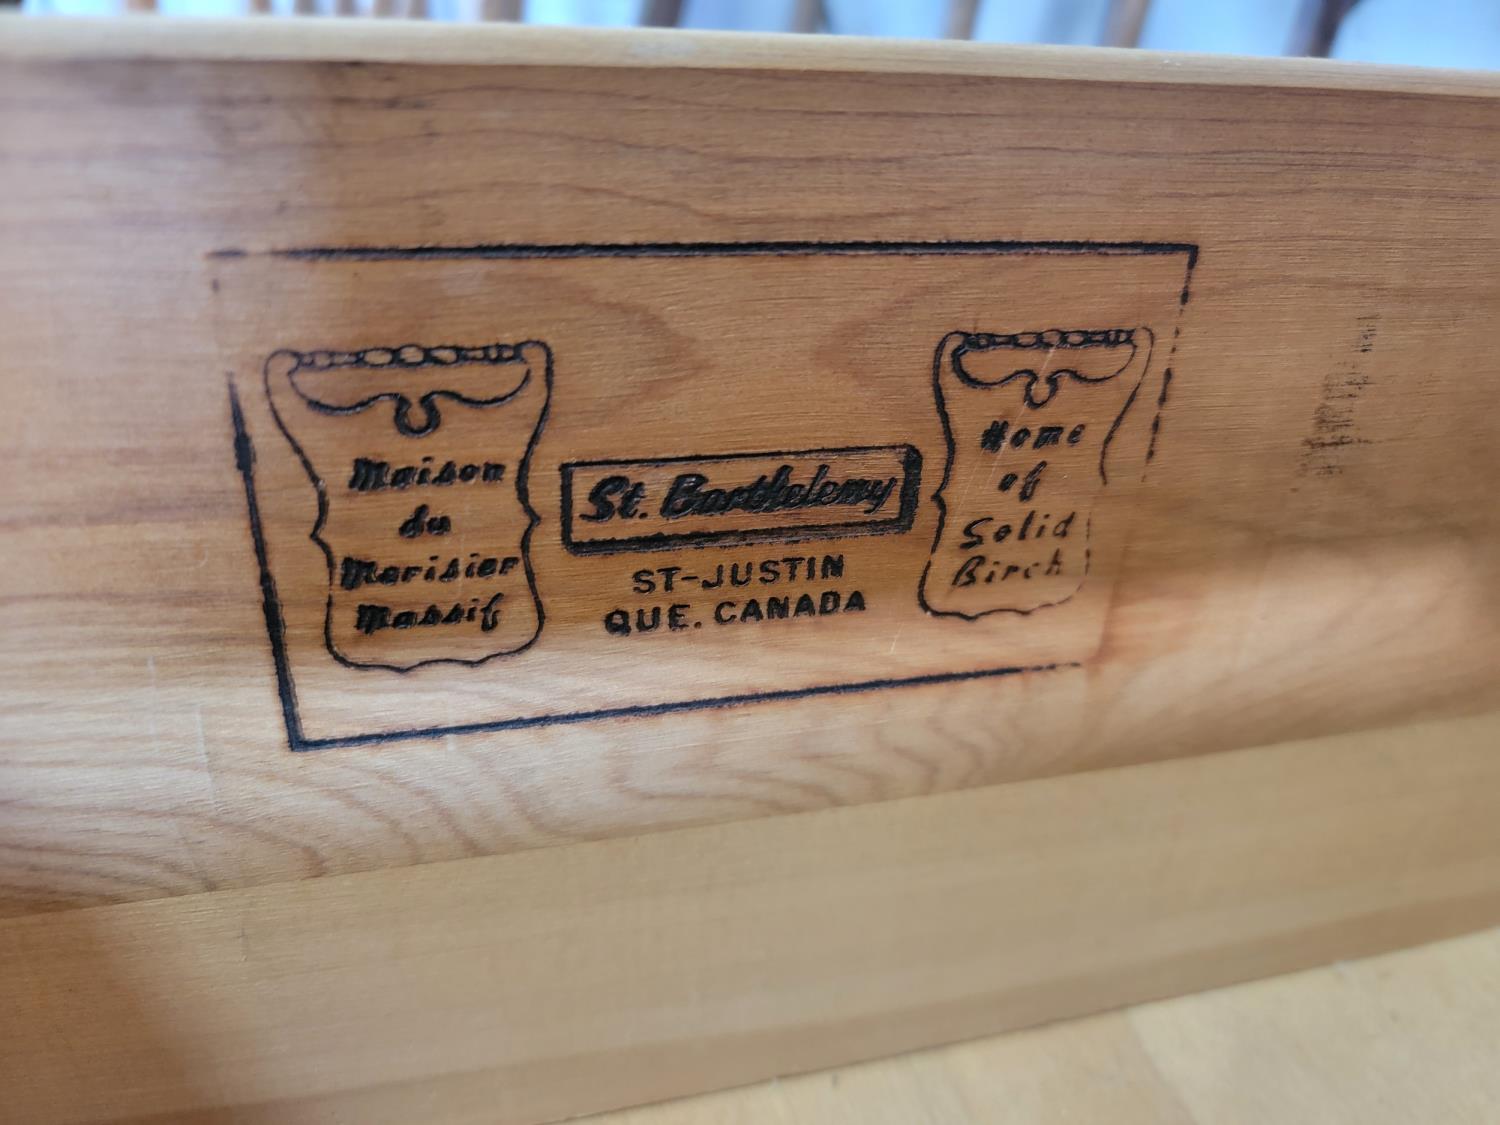 Maison
du
Merisier
Massif
St. Barthelemy
ST-JUSTIN
QUE. CANADA
Home
of
Solid
Birch